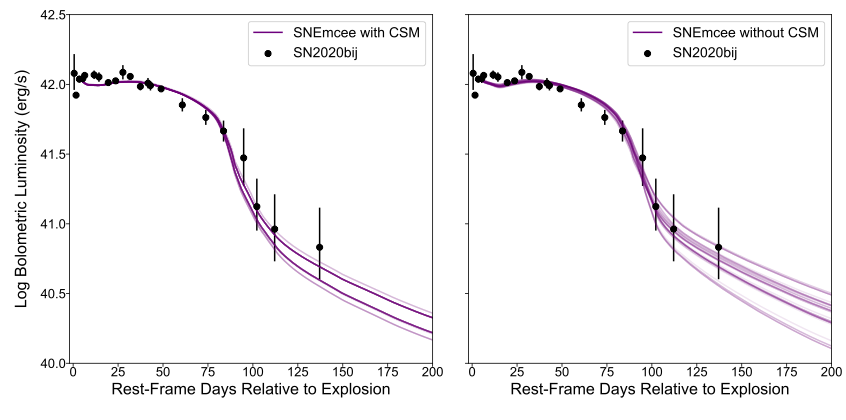 42.5
42.0
41.5
41.0
40.5
40.0
Log Bolometric Luminosity (erg/s)
SNEmcee with CSM
SN2020bij
0 25 50 75 100 125 150 175 200
Rest-Frame Days Relative to Explosion
SNEmcee without CSM
SN2020bij
0 25 50 75 100 125 150 175 200
Rest-Frame Days Relative to Explosion